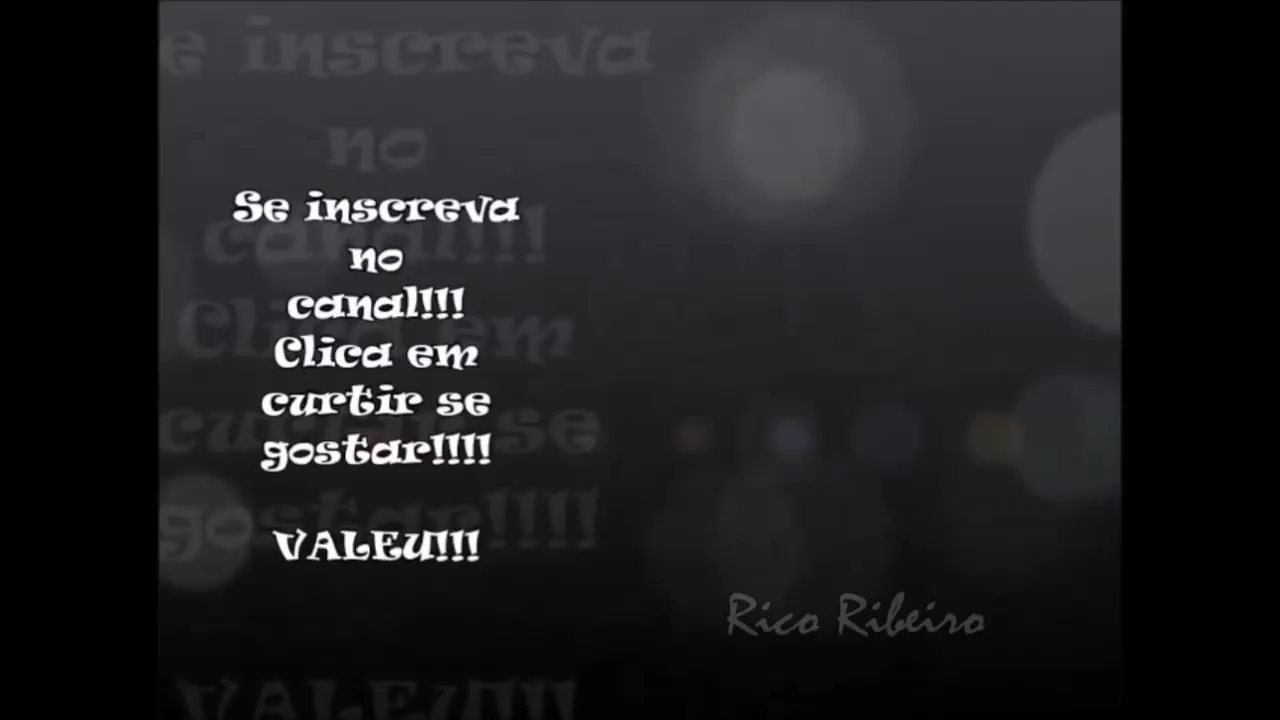 Se inscreva
no
canal!!!
Clica em
curtir se
gostar!!!!
VALEU!!!
Rico Ribeiro